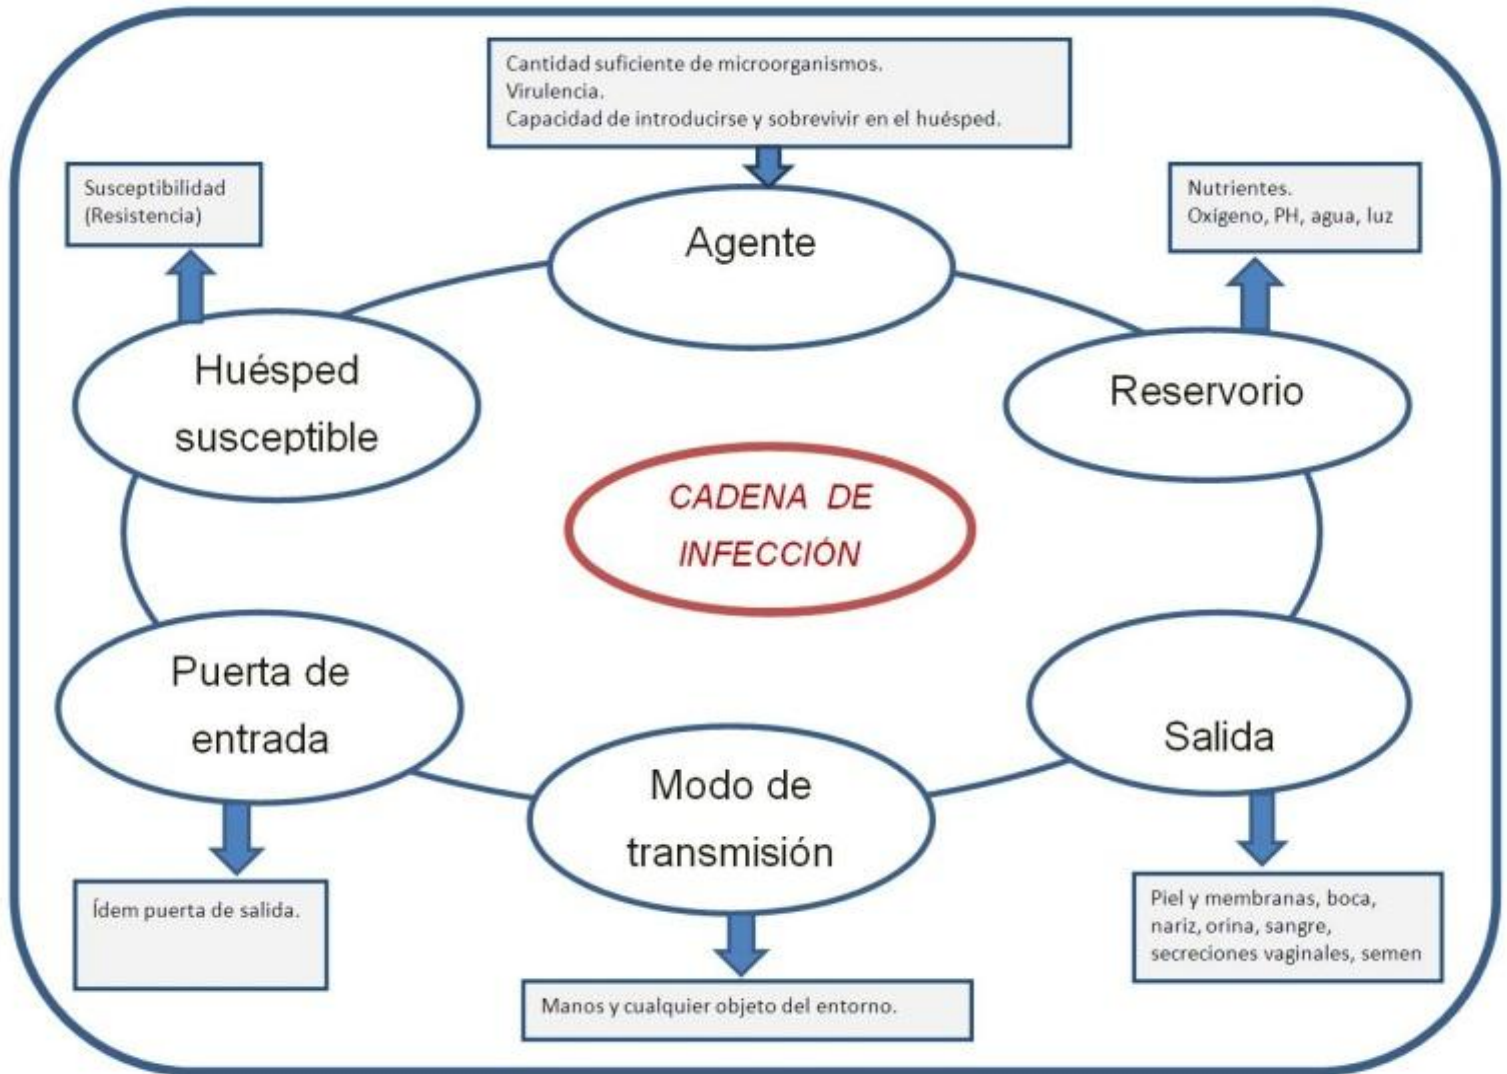 Cantidad suficiente de microorganismos.
Virulencia.
Capacidad de introducirse y sobrevivir en el huésped.
Susceptibilidad
(Resistencia)
Nutrientes.
Oxigeno, PH, agua, luz
Agente
Huésped
susceptible
Reservorio
CADENA DE
INFECCIÓN
Puerta de
entrada
Salida
Modo de
transmisión
Ídem puerta de salida.
Piel y membranas, boca,
nariz, orina, sangre,
secreciones vaginales, semen
Manos y cualquier objeto del entorno.